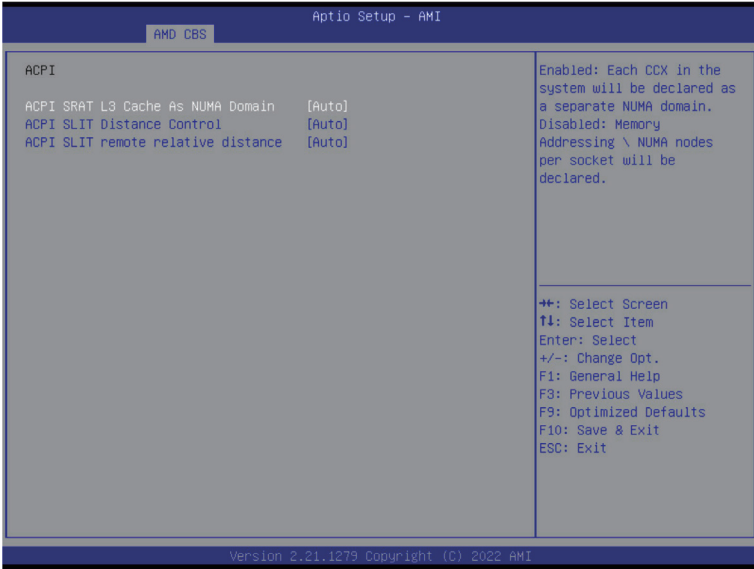 Aptio Setup – AMI
AMD CBS
ACPI
ACPI SRAT L3 Cache As NUMA Domain [Auto]
ACPI SLIT Distance Control [Auto]
ACPI SLIT remote relative distance [Auto]
Enabled: Each CCX in the
system will be declared as
a separate NUMA domain.
Disabled: Memory
Addressing \ NUMA nodes
per socket will be
declared.
→←: Select Screen
↑↓: Select Item
Enter: Select
+/-: Change Opt.
F1: General Help
F3: Previous Values
F9: Optimized Defaults
F10: Save & Exit
ESC: Exit
Version 2.21.1279 Copyright (C) 2022 AMI